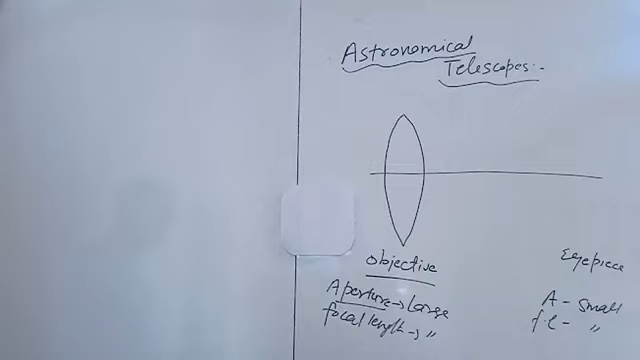 Astronomical
Telescopes:-
Objective
Aperture→Large
focal length→ "
Eyepiece
A - Small
f.l - "